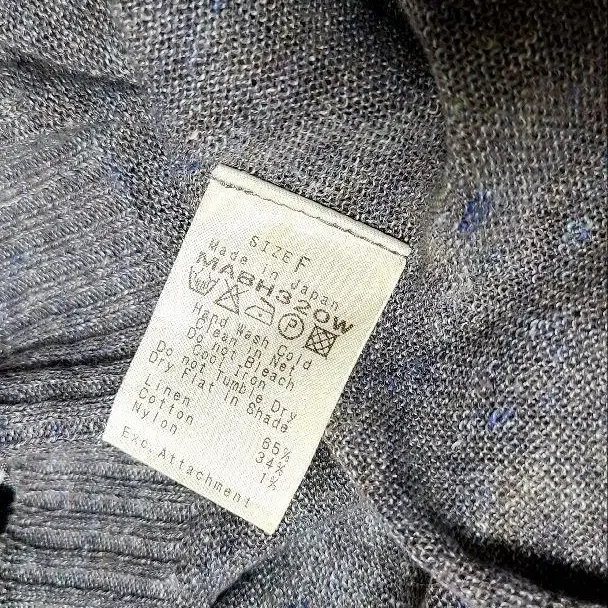 SIZE F
Made in Japan
MABH320W
P
Hand Wash Cold
Clean in Net
Do not Bleach
Cool Iron
Do not Tumble Dry
Dry flat in Shade
Linen 65%
Cotton 34%
Nylon 1%
Exc. Attachment